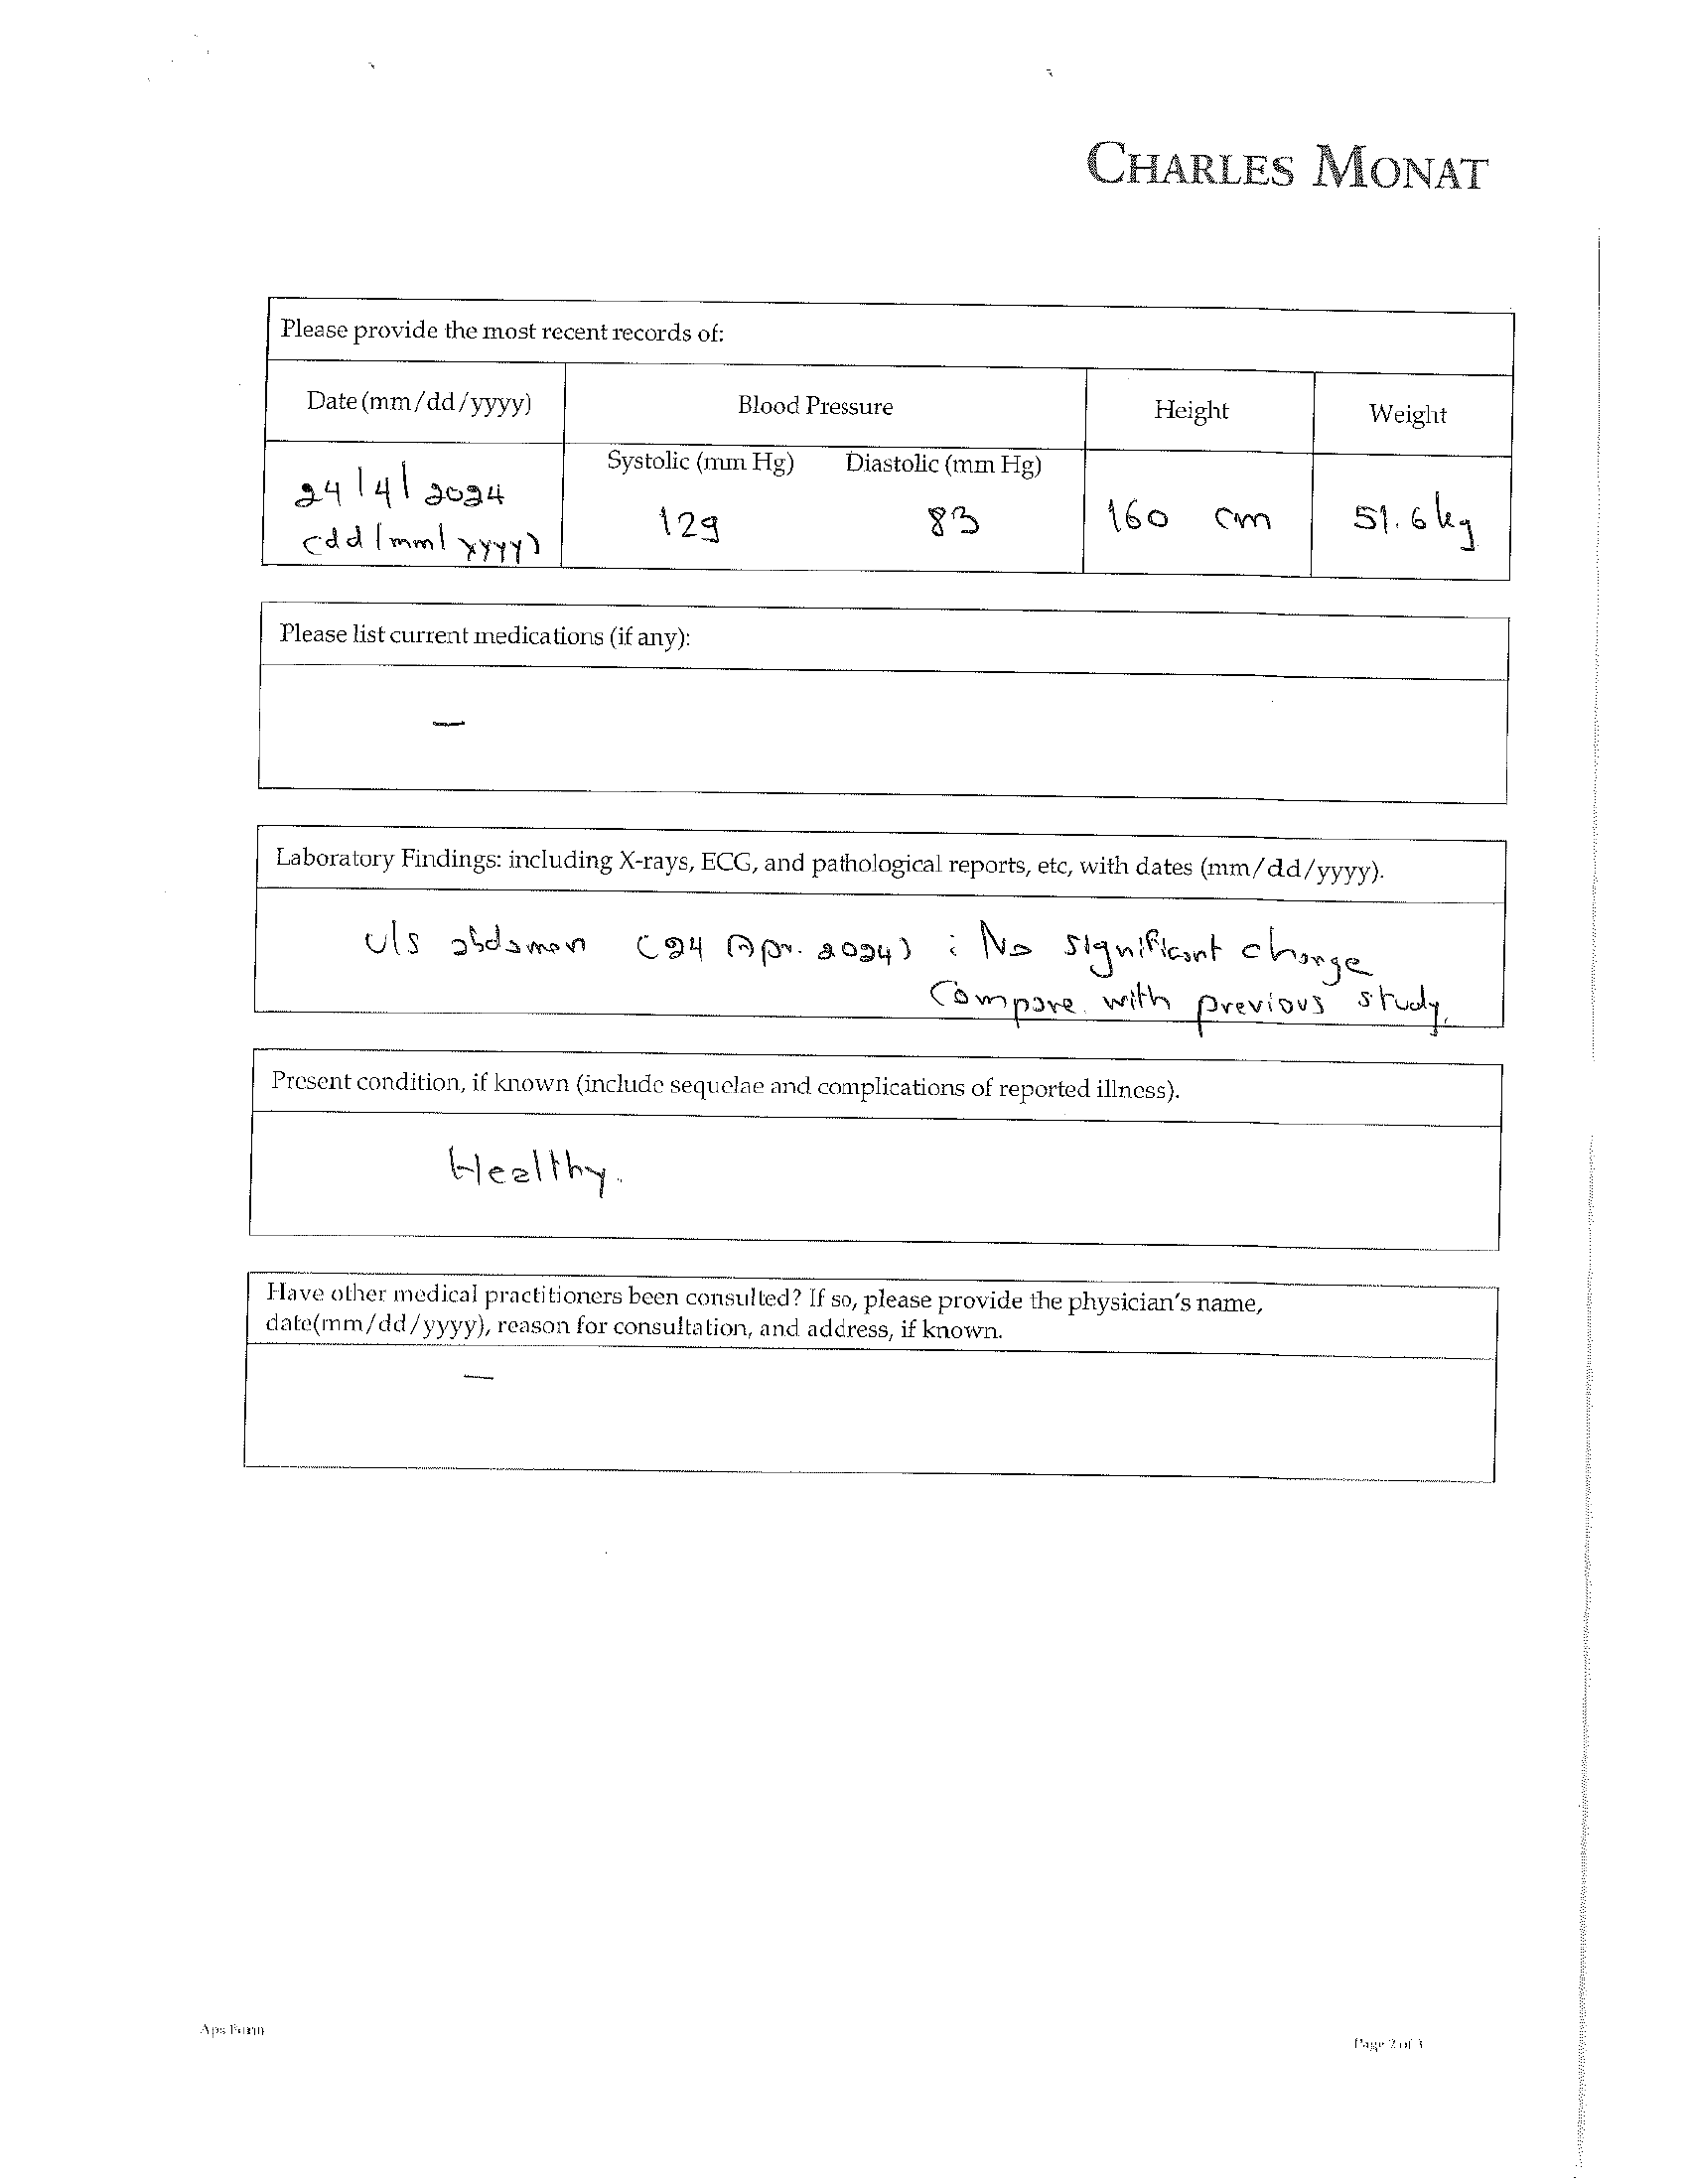 CHARLES MONAT
Please provide the most recent records of:
Date (mm/dd/yyyy) Blood Pressure Height Weight
Systolic (mm Hg) Diastolic (mm Hg)
24/4/2024 129 83 160 cm 51.6 kg
(dd/mm/yyyy)
Please list current medications (if any):
—
Laboratory Findings: including X-rays, ECG, and pathological reports, etc, with dates (mm/dd/yyyy).
U/S abdomen (24 Apr. 2024) : No significant change
Compare with previous study.
Present condition, if known (include sequelae and complications of reported illness).
Healthy.
Have other medical practitioners been consulted? If so, please provide the physician's name,
date(mm/dd/yyyy), reason for consultation, and address, if known.
—
Aps Form
Page 2 of 3